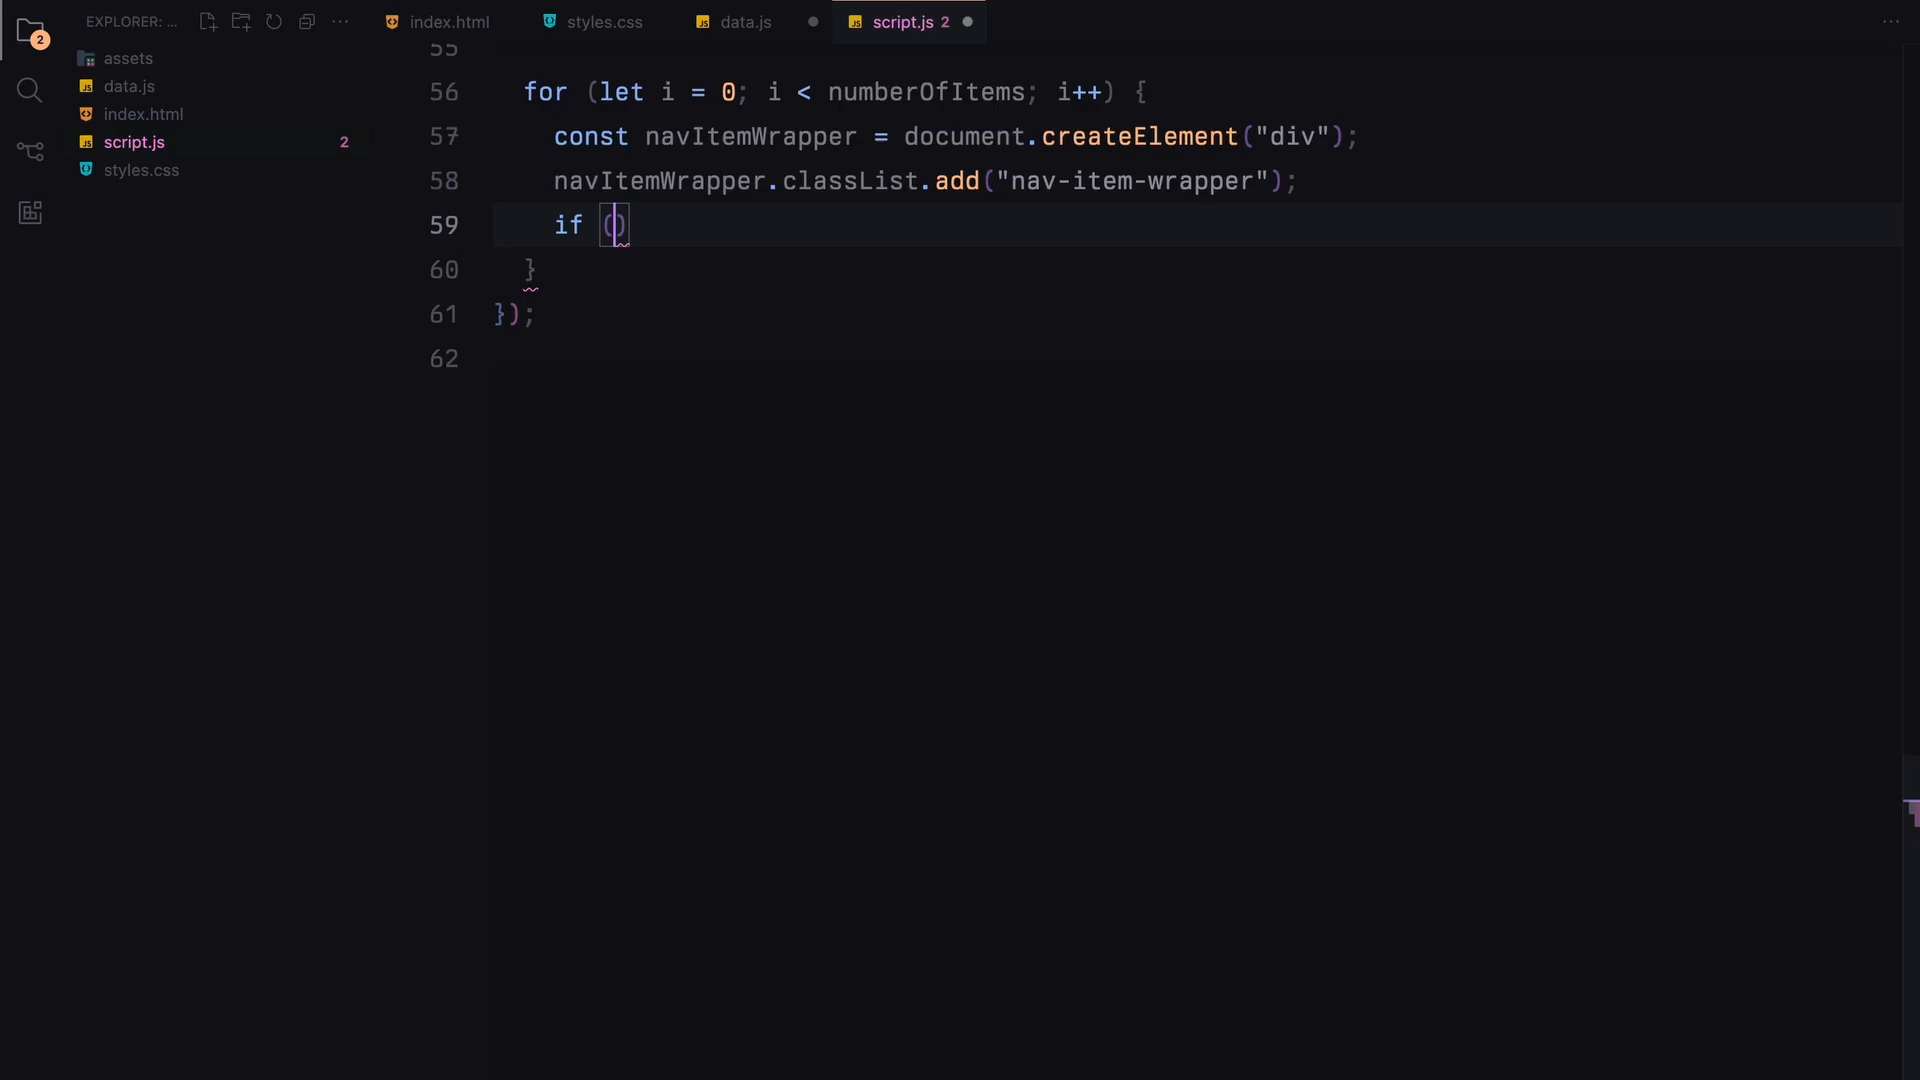 EXPLORER: ...
2
assets
data.js
index.html
script.js 2
styles.css
index.html
styles.css
data.js
script.js 2
55
56 for (let i = 0; i < numberOfItems; i++) {
57 const navItemWrapper = document.createElement("div");
58 navItemWrapper.classList.add("nav-item-wrapper");
59 if ()
60 }
61 });
62